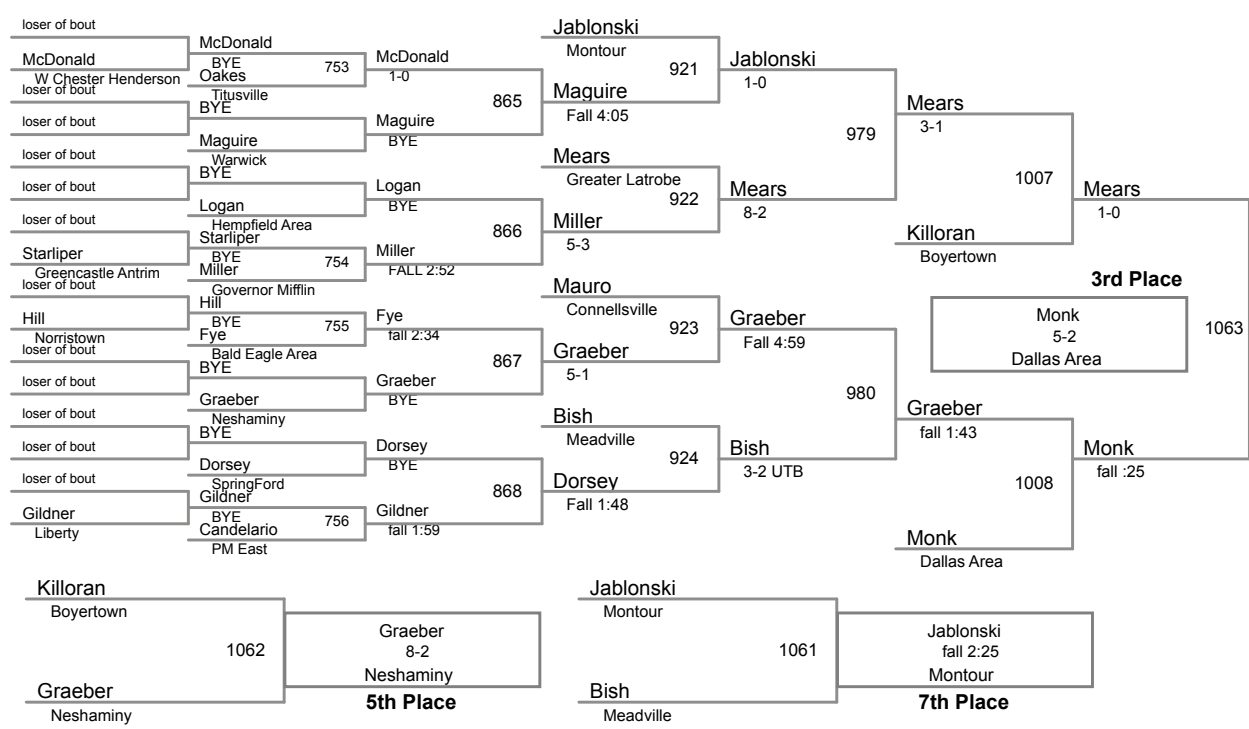 loser of bout
McDonald
W Chester Henderson
loser of bout
loser of bout
loser of bout
loser of bout
loser of bout
Starliper
Greencastle Antrim
loser of bout
Hill
Norristown
loser of bout
loser of bout
loser of bout
loser of bout
loser of bout
Gildner
Liberty
McDonald
BYE
753
Oakes
Titusville
BYE
Maguire
Warwick
BYE
Logan
Hempfield Area
Starliper
BYE
754
Miller
Governor Mifflin
Hill
BYE
755
Fye
Bald Eagle Area
BYE
Graeber
Neshaminy
BYE
Dorsey
SpringFord
Gildner
BYE
756
Candelario
PM East
McDonald
1-0
865
Maguire
BYE
Logan
BYE
866
Miller
FALL 2:52
Fye
fall 2:34
867
Graeber
BYE
Dorsey
BYE
868
Gildner
fall 1:59
Jablonski
Montour
921
Maguire
Fall 4:05
Mears
Greater Latrobe
922
Miller
5-3
Mauro
Connellsville
923
Graeber
5-1
Bish
Meadville
924
Dorsey
Fall 1:48
Jablonski
1-0
979
Mears
8-2
Graeber
Fall 4:59
980
Bish
3-2 UTB
Mears
3-1
1007
Killoran
Boyertown
Graeber
fall 1:43
1008
Monk
Dallas Area
Mears
1-0
3rd Place
Monk
5-2
Dallas Area
1063
Monk
fall :25
Killoran
Boyertown
1062
Graeber
Neshaminy
Graeber
8-2
Neshaminy
5th Place
Jablonski
Montour
1061
Bish
Meadville
Jablonski
fall 2:25
Montour
7th Place